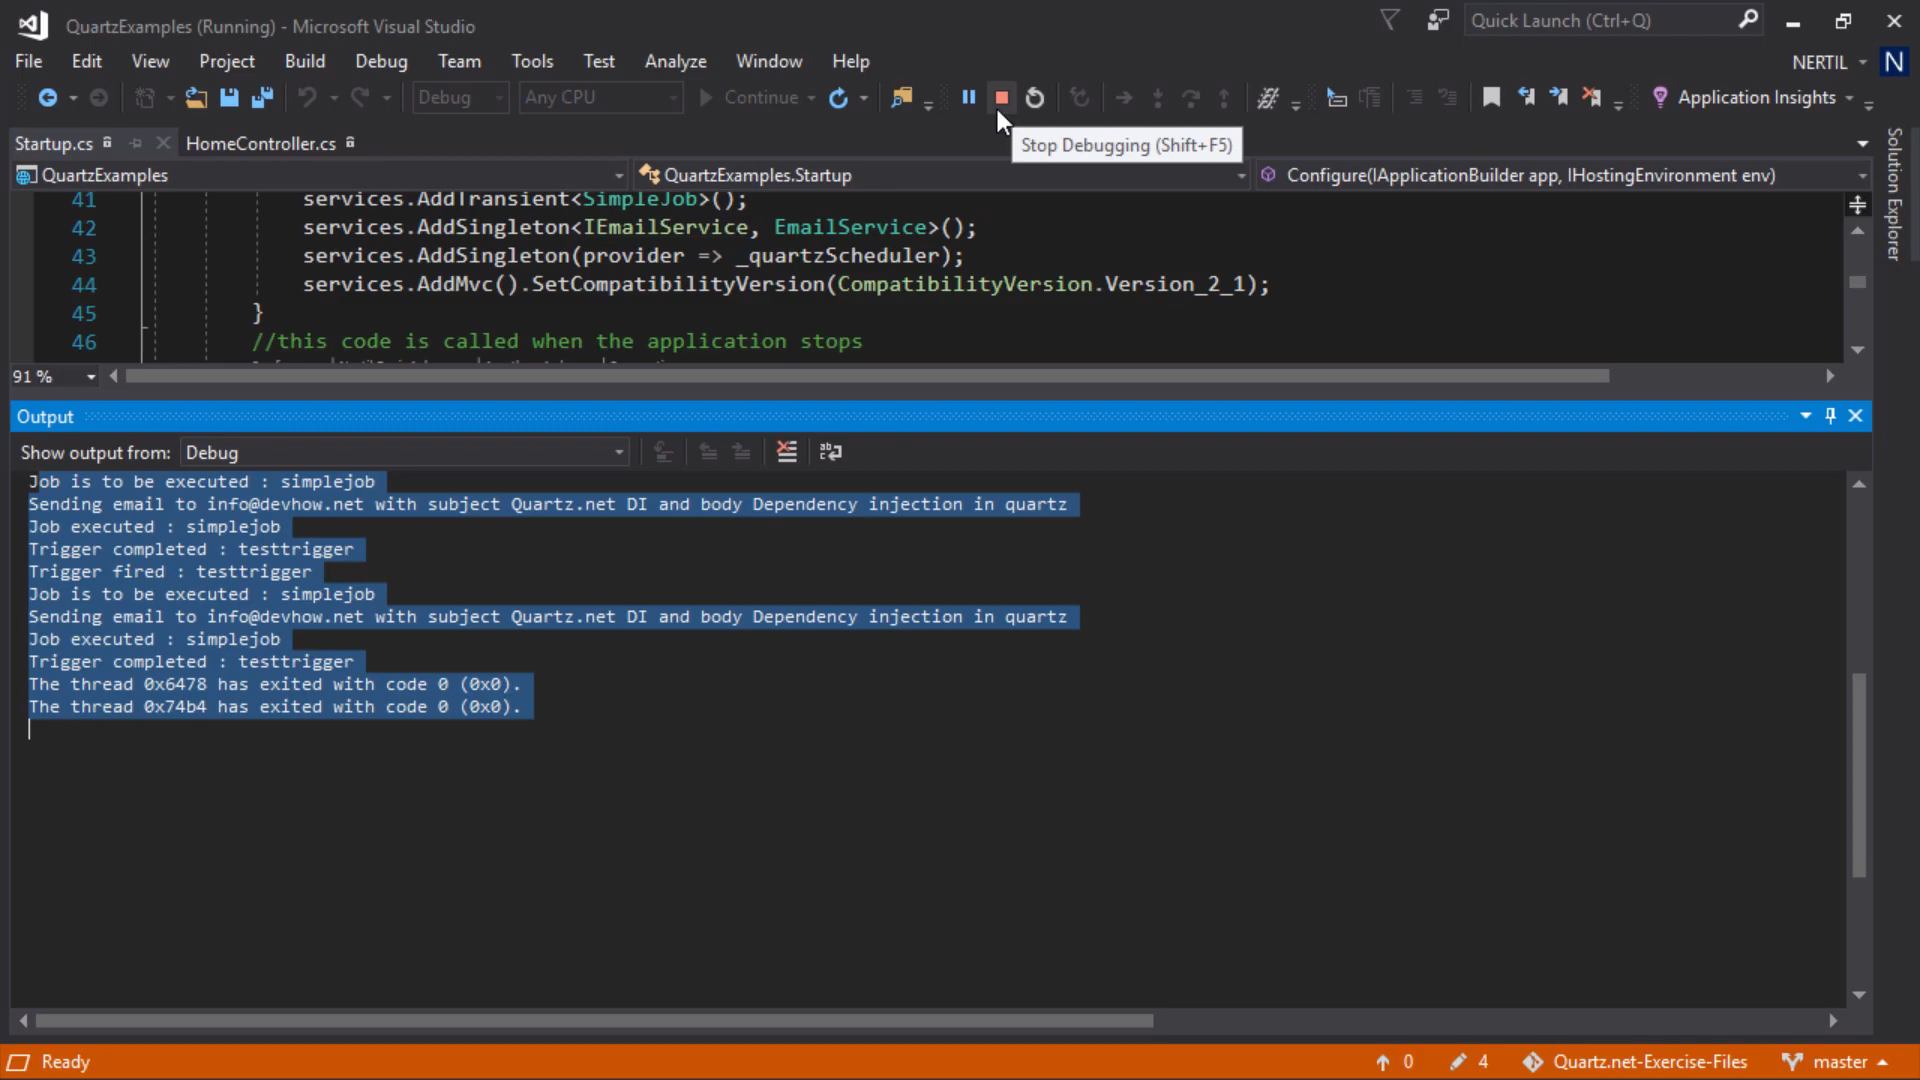 QuartzExamples (Running) - Microsoft Visual Studio
Quick Launch (Ctrl+Q)
File Edit View Project Build Debug Team Tools Test Analyze Window Help
NERTIL N
Debug Any CPU Continue Application Insights
Startup.cs HomeController.cs
Stop Debugging (Shift+F5)
QuartzExamples QuartzExamples.Startup Configure(IApplicationBuilder app, IHostingEnvironment env)
Solution Explorer
41 services.AddTransient<SimpleJob>();
42 services.AddSingleton<IEmailService, EmailService>();
43 services.AddSingleton(provider => _quartzScheduler);
44 services.AddMvc().SetCompatibilityVersion(CompatibilityVersion.Version_2_1);
45 }
46 //this code is called when the application stops
91 %
Output
Show output from: Debug
Job is to be executed : simplejob
Sending email to info@devhow.net with subject Quartz.net DI and body Dependency injection in quartz
Job executed : simplejob
Trigger completed : testtrigger
Trigger fired : testtrigger
Job is to be executed : simplejob
Sending email to info@devhow.net with subject Quartz.net DI and body Dependency injection in quartz
Job executed : simplejob
Trigger completed : testtrigger
The thread 0x6478 has exited with code 0 (0x0).
The thread 0x74b4 has exited with code 0 (0x0).
Ready 0 4 Quartz.net-Exercise-Files master